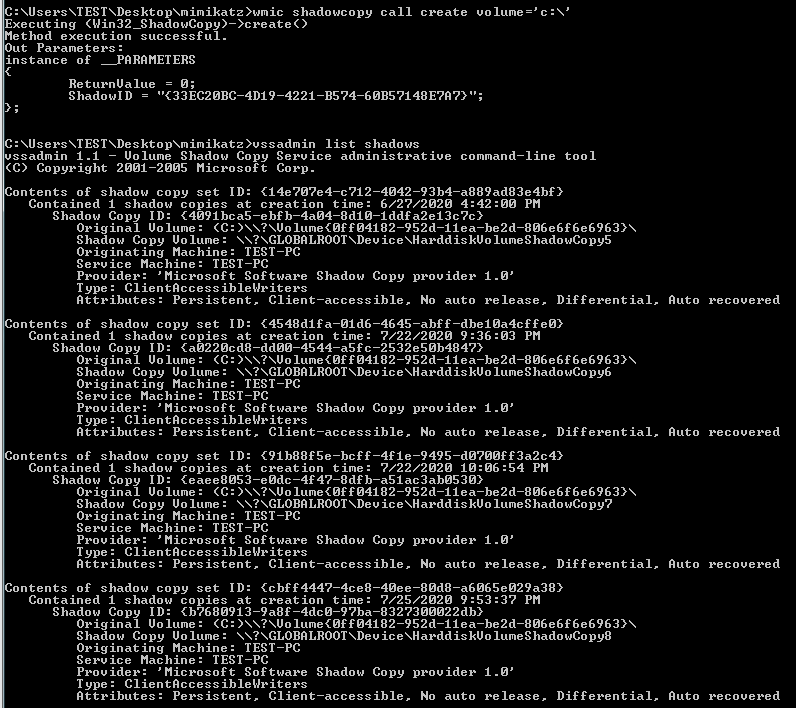 C:\Users\TEST\Desktop\mimikatz>wmic shadowcopy call create volume='c:\'
Executing (Win32_ShadowCopy)->create()
Method execution successful.
Out Parameters:
instance of __PARAMETERS
{
        ReturnValue = 0;
        ShadowID = "{33EC20BC-4D19-4221-B574-60B57148E7A7}";
};
C:\Users\TEST\Desktop\mimikatz>vssadmin list shadows
vssadmin 1.1 - Volume Shadow Copy Service administrative command-line tool
(C) Copyright 2001-2005 Microsoft Corp.
Contents of shadow copy set ID: {14e707e4-c712-4042-93b4-a889ad83e4bf}
   Contained 1 shadow copies at creation time: 6/27/2020 4:42:00 PM
      Shadow Copy ID: {4091bca5-ebfb-4a04-8d10-1ddfa2e13c7c}
         Original Volume: (C:)\\?\Volume{0ff04182-952d-11ea-be2d-806e6f6e6963}\
         Shadow Copy Volume: \\?\GLOBALROOT\Device\HarddiskVolumeShadowCopy5
         Originating Machine: TEST-PC
         Service Machine: TEST-PC
         Provider: 'Microsoft Software Shadow Copy provider 1.0'
         Type: ClientAccessibleWriters
         Attributes: Persistent, Client-accessible, No auto release, Differential, Auto recovered
Contents of shadow copy set ID: {4548d1fa-01d6-4645-abff-dbe10a4cffe0}
   Contained 1 shadow copies at creation time: 7/22/2020 9:36:03 PM
      Shadow Copy ID: {a0220cd8-dd00-4544-a5fc-2532e50b4847}
         Original Volume: (C:)\\?\Volume{0ff04182-952d-11ea-be2d-806e6f6e6963}\
         Shadow Copy Volume: \\?\GLOBALROOT\Device\HarddiskVolumeShadowCopy6
         Originating Machine: TEST-PC
         Service Machine: TEST-PC
         Provider: 'Microsoft Software Shadow Copy provider 1.0'
         Type: ClientAccessibleWriters
         Attributes: Persistent, Client-accessible, No auto release, Differential, Auto recovered
Contents of shadow copy set ID: {91b88f5e-bcff-4f1e-9495-d0700ff3a2c4}
   Contained 1 shadow copies at creation time: 7/22/2020 10:06:54 PM
      Shadow Copy ID: {eaee8053-e0dc-4f47-8dfb-a51ac3ab0530}
         Original Volume: (C:)\\?\Volume{0ff04182-952d-11ea-be2d-806e6f6e6963}\
         Shadow Copy Volume: \\?\GLOBALROOT\Device\HarddiskVolumeShadowCopy7
         Originating Machine: TEST-PC
         Service Machine: TEST-PC
         Provider: 'Microsoft Software Shadow Copy provider 1.0'
         Type: ClientAccessibleWriters
         Attributes: Persistent, Client-accessible, No auto release, Differential, Auto recovered
Contents of shadow copy set ID: {cbff4447-4ce8-40ee-80d8-a6065e029a38}
   Contained 1 shadow copies at creation time: 7/25/2020 9:53:37 PM
      Shadow Copy ID: {b7680913-9a8f-4dc0-97ba-8327300022db}
         Original Volume: (C:)\\?\Volume{0ff04182-952d-11ea-be2d-806e6f6e6963}\
         Shadow Copy Volume: \\?\GLOBALROOT\Device\HarddiskVolumeShadowCopy8
         Originating Machine: TEST-PC
         Service Machine: TEST-PC
         Provider: 'Microsoft Software Shadow Copy provider 1.0'
         Type: ClientAccessibleWriters
         Attributes: Persistent, Client-accessible, No auto release, Differential, Auto recovered